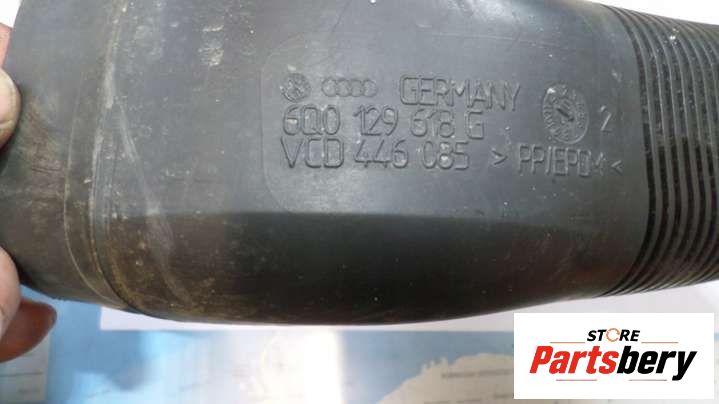 GERMANY
6Q0 129 618 G 2
VCD 446 085 > PP/EPDM <
STORE
Partsbery